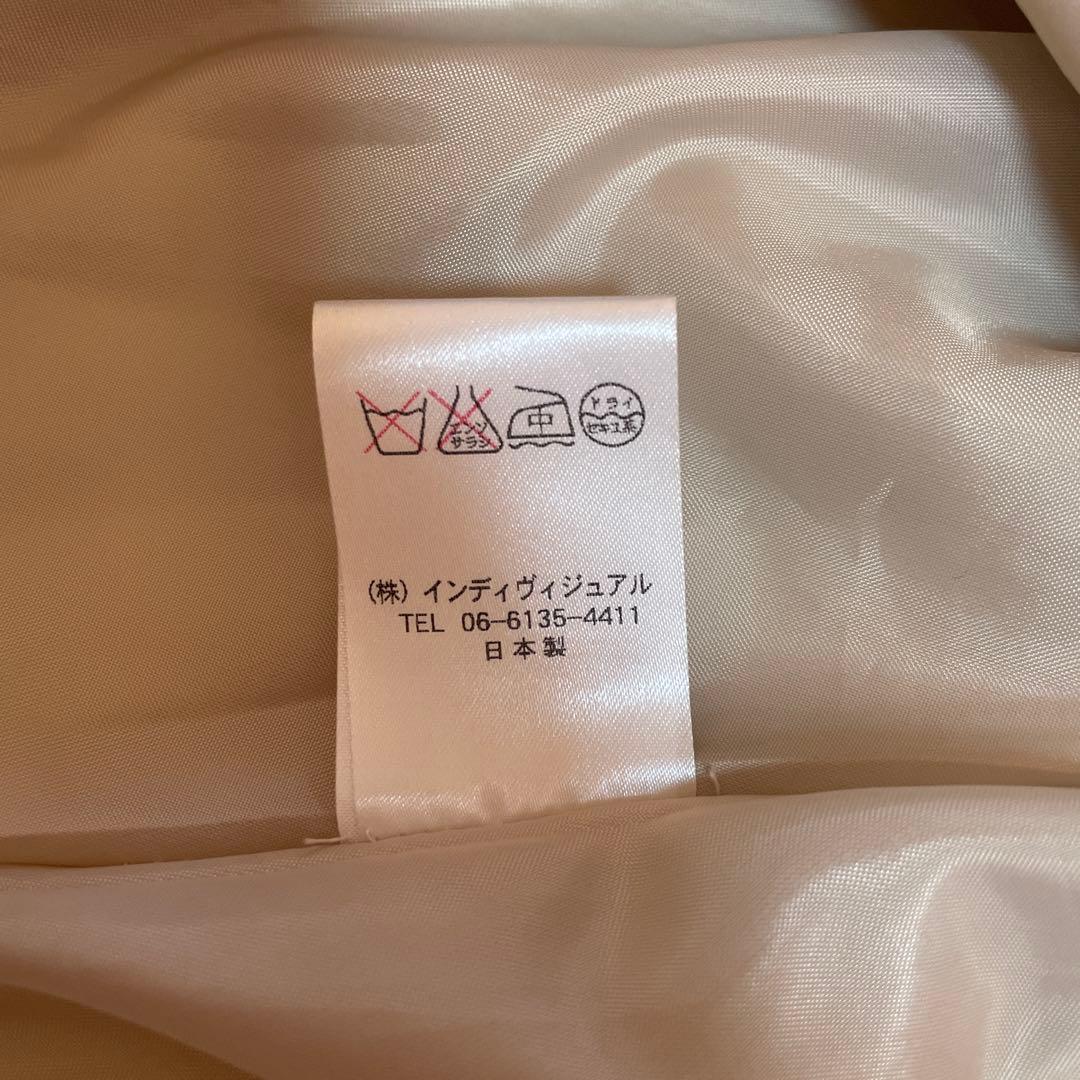 エンソ
サラシ
中
ドライ
セキユ系
(株) インディヴィジュアル
TEL 06-6135-4411
日本製